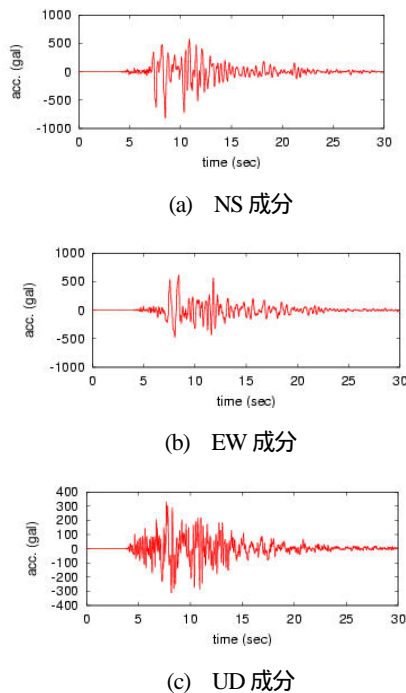 1000
500
0
-500
-1000
acc. (gal)
0 5 10 15 20 25 30
time (sec)
(a) NS 成分
1000
500
0
-500
-1000
acc. (gal)
0 5 10 15 20 25 30
time (sec)
(b) EW 成分
400
300
200
100
0
-100
-200
-300
-400
acc. (gal)
0 5 10 15 20 25 30
time (sec)
(c) UD 成分